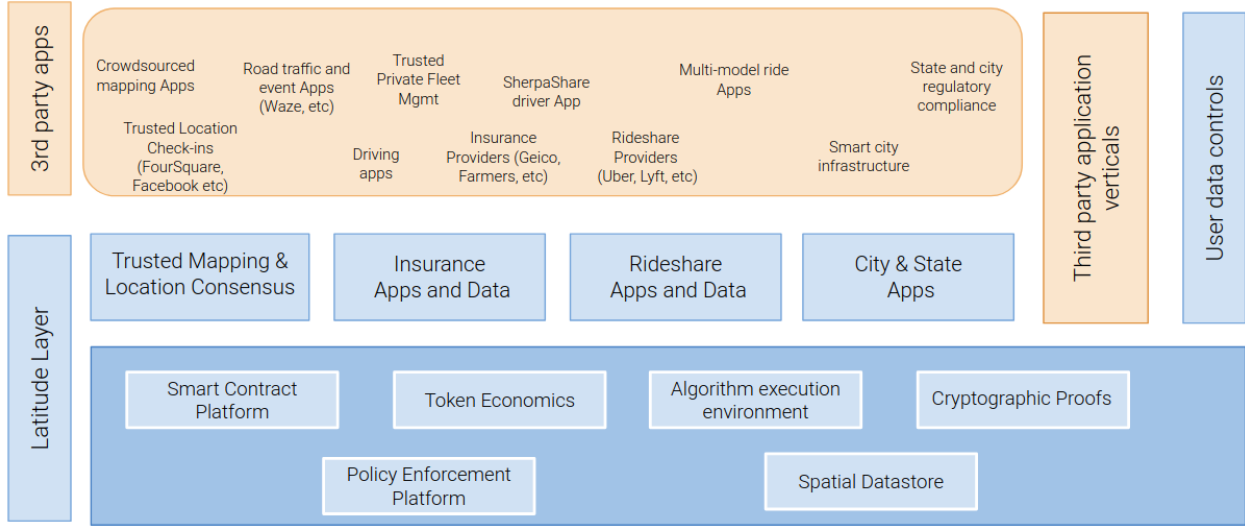 3rd party apps
Crowdsourced
mapping Apps
Road traffic and
event Apps
(Waze, etc)
Trusted
Private Fleet
Mgmt
SherpaShare
driver App
Multi-model ride
Apps
State and city
regulatory
compliance
Trusted Location
Check-ins
(FourSquare,
Facebook etc)
Driving
apps
Insurance
Providers (Geico,
Farmers, etc)
Rideshare
Providers
(Uber, Lyft, etc)
Smart city
infrastructure
Third party application
verticals
User data controls
Latitude Layer
Trusted Mapping &
Location Consensus
Insurance
Apps and Data
Rideshare
Apps and Data
City & State
Apps
Smart Contract
Platform
Token Economics
Algorithm execution
environment
Cryptographic Proofs
Policy Enforcement
Platform
Spatial Datastore